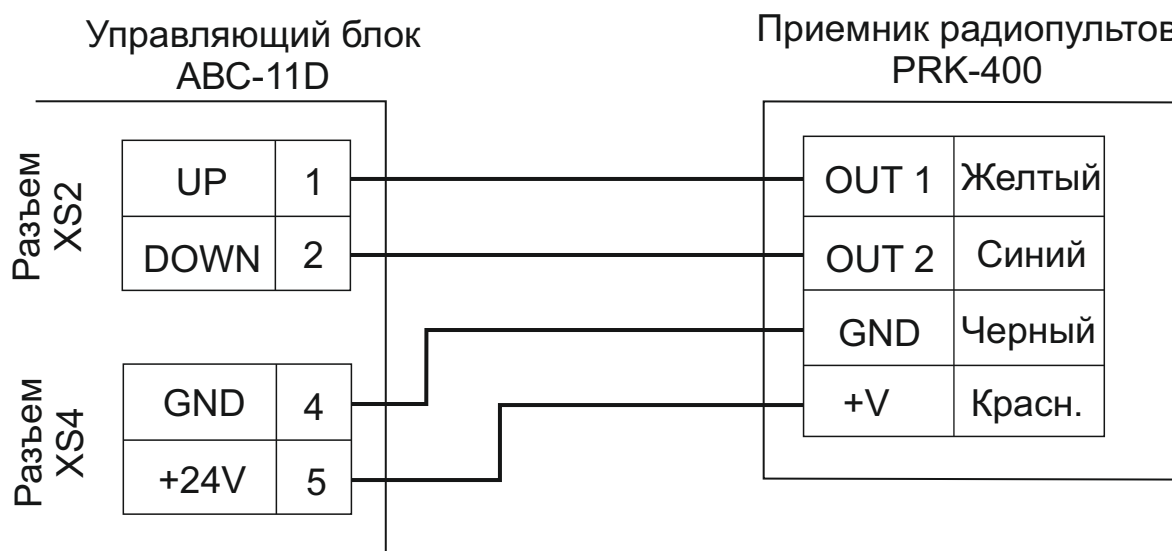 Управляющий блок
ABC-11D
Приемник радиопультов
PRK-400
Разъем
XS2
UP 1
DOWN 2
Разъем
XS4
GND 4
+24V 5
OUT 1 Желтый
OUT 2 Синий
GND Черный
+V Красн.